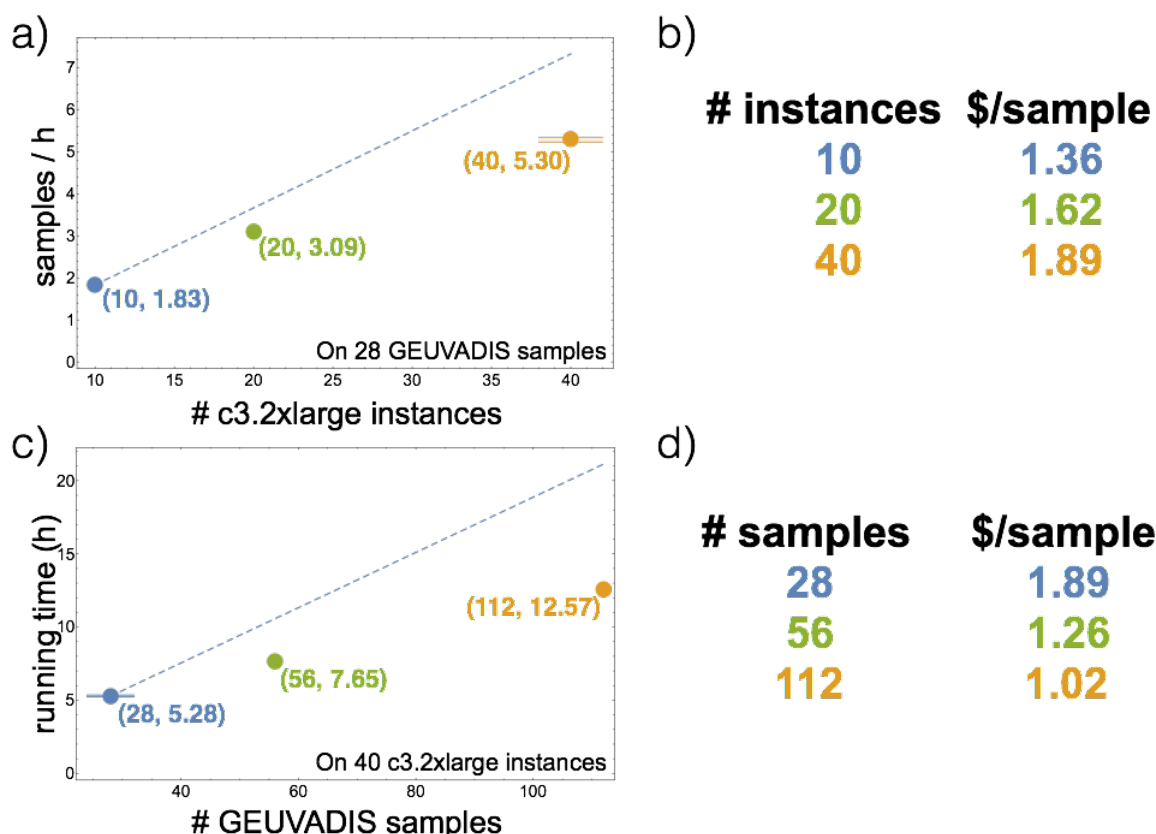 a)
samples / h
7
6
5
4
3
2
1
0
(40, 5.30)
(20, 3.09)
(10, 1.83)
On 28 GEUVADIS samples
10 15 20 25 30 35 40
# c3.2xlarge instances
b)
# instances $/sample
10 1.36
20 1.62
40 1.89
c)
running time (h)
20
15
10
5
0
(112, 12.57)
(56, 7.65)
(28, 5.28)
On 40 c3.2xlarge instances
40 60 80 100
# GEUVADIS samples
d)
# samples $/sample
28 1.89
56 1.26
112 1.02